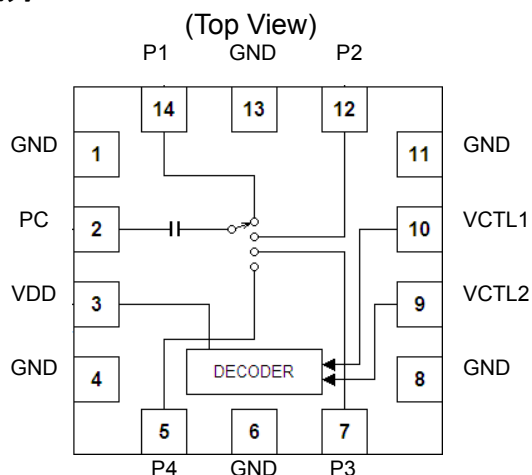 (Top View)
P1 GND P2
14 13 12
GND 1 11 GND
PC 2 10 VCTL1
VDD 3 9 VCTL2
DECODER
GND 4 8 GND
5 6 7
P4 GND P3